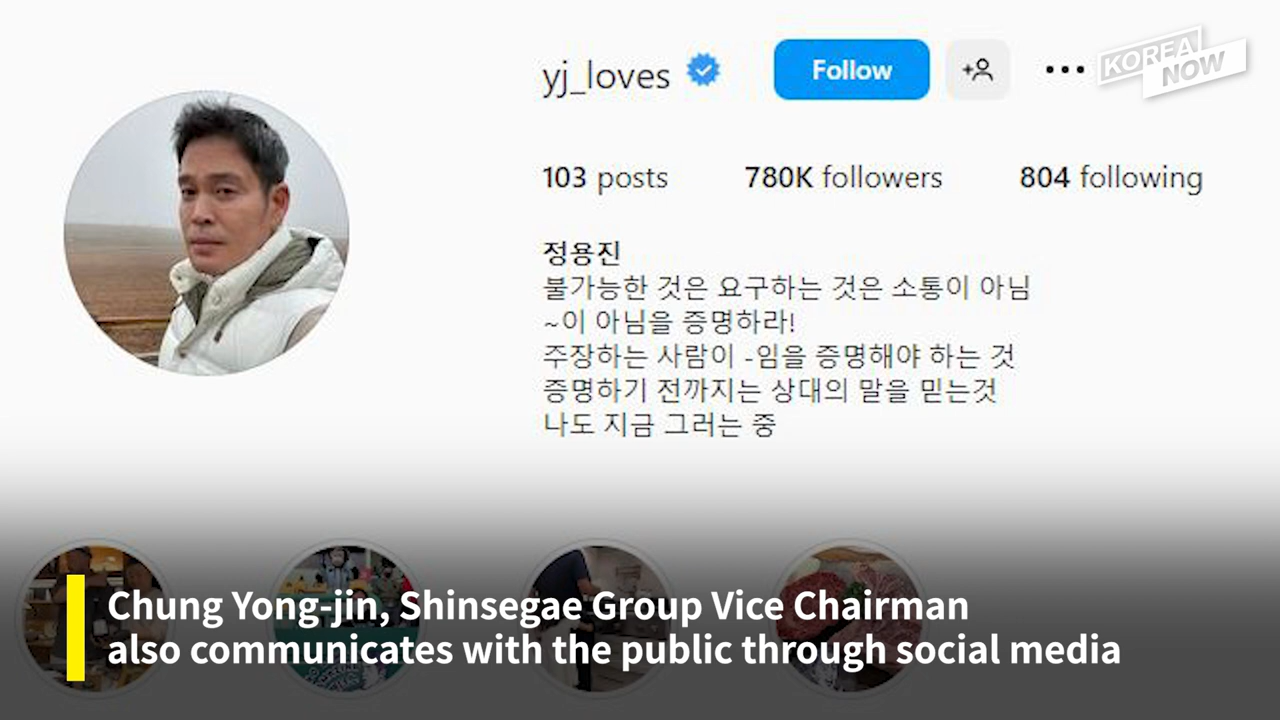 yj_loves
Follow
KOREA
NOW
103 posts
780K followers
804 following
정용진
불가능한 것은 요구하는 것은 소통이 아님
~이 아님을 증명하라!
주장하는 사람이 -임을 증명해야 하는 것
증명하기 전까지는 상대의 말을 믿는것
나도 지금 그러는 중
Chung Yong-jin, Shinsegae Group Vice Chairman
also communicates with the public through social media